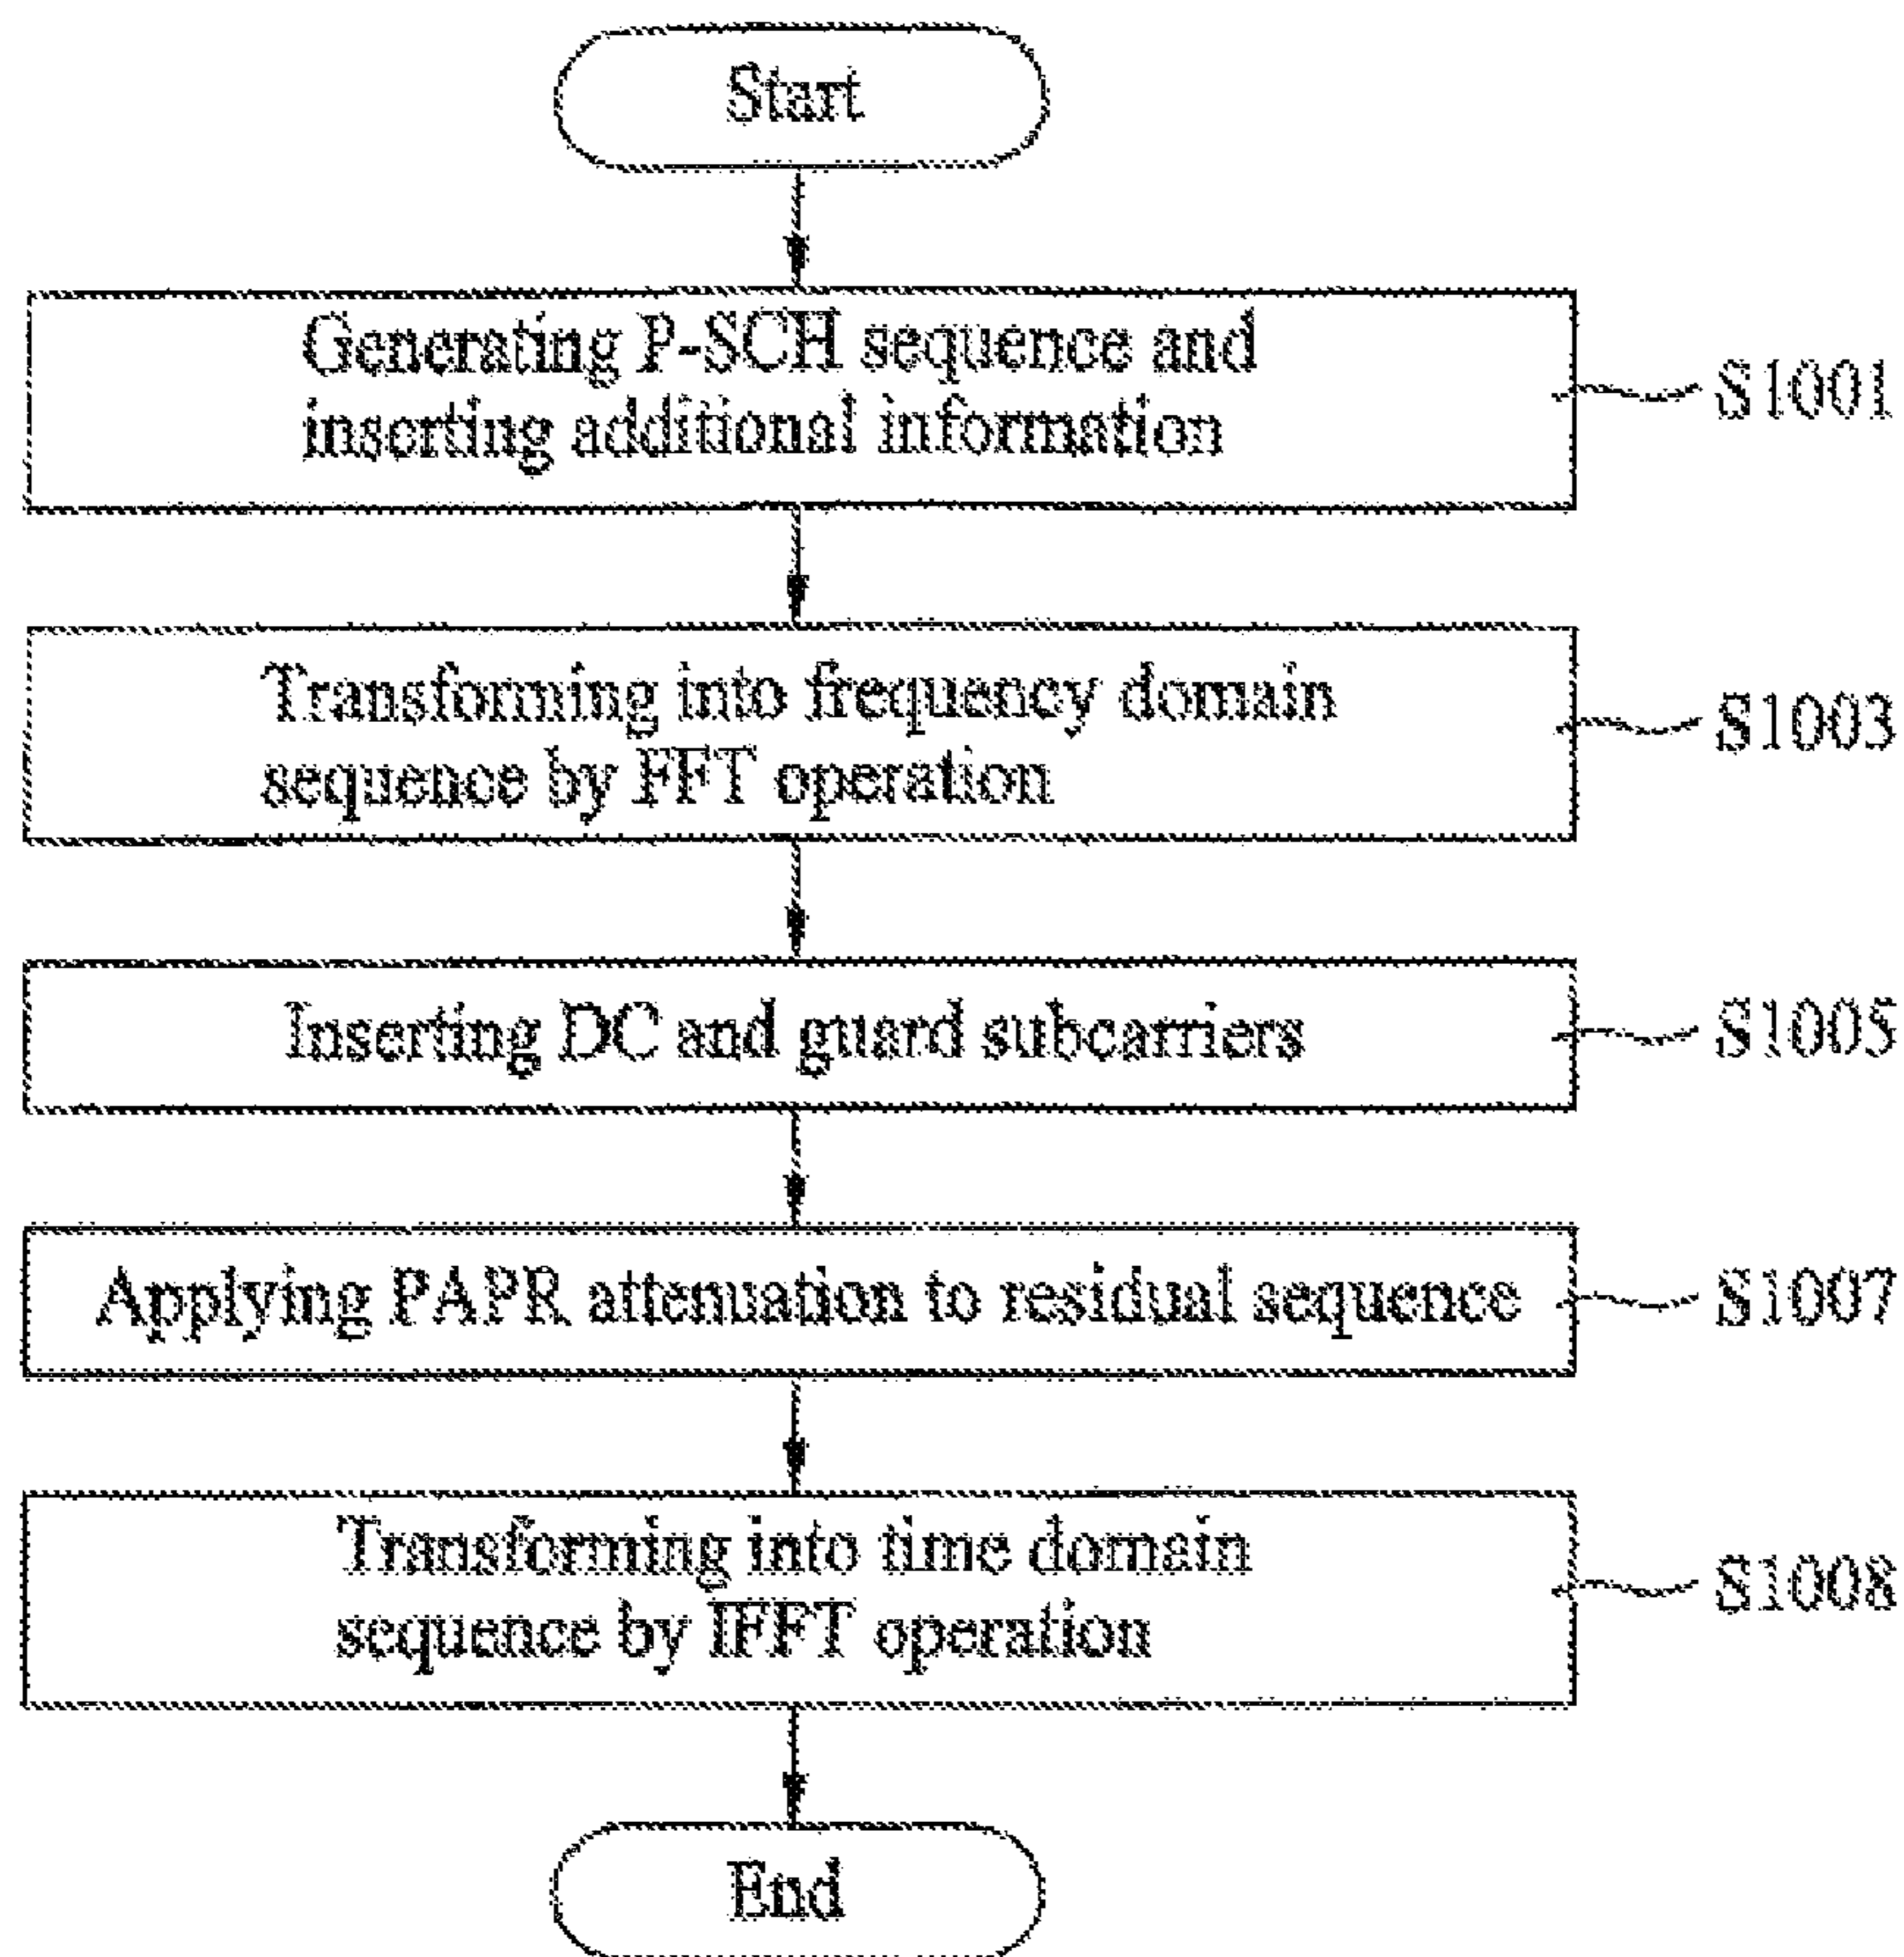 Start
Generating P-SCH sequence and
inserting additional information
S1001
Transforming into frequency domain
sequence by FFT operation
S1003
Inserting DC and guard subcarriers
S1005
Applying PAPR attenuation to residual sequence
S1007
Transforming into time domain
sequence by IFFT operation
S1008
End